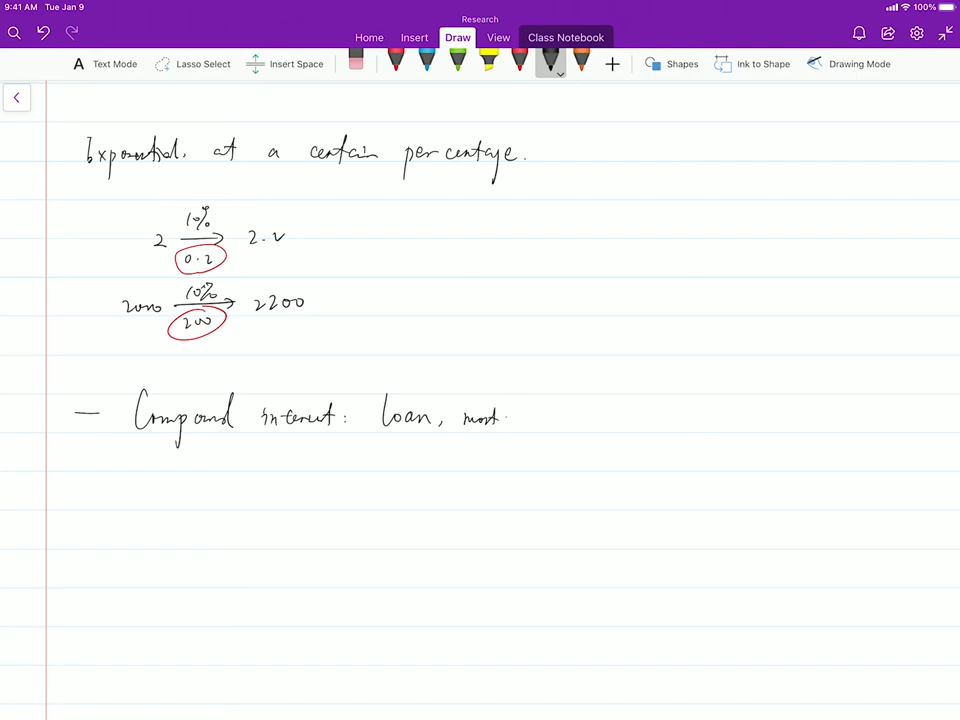 9:41 AM Tue Jan 9
100%
Research
Home Insert Draw View Class Notebook
Text Mode Lasso Select Insert Space Shapes Ink to Shape Drawing Mode
Exponential, at a certain percentage.
10%
2 → 2.2
0.2
10%
2000 → 2200
200
— Compound interest: loan, mort